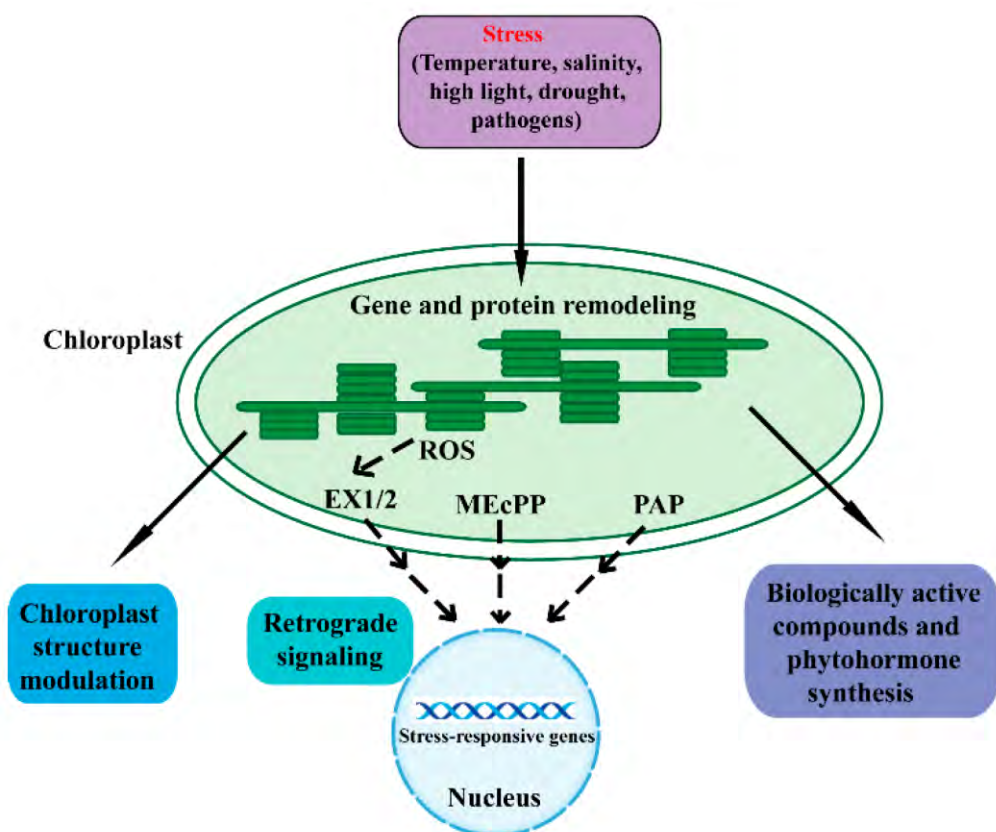 Stress
(Temperature, salinity,
high light, drought,
pathogens)
Gene and protein remodeling
Chloroplast
ROS
EX1/2
MEcPP
PAP
Chloroplast
structure
modulation
Retrograde
signaling
Biologically active
compounds and
phytohormone
synthesis
Stress-responsive genes
Nucleus